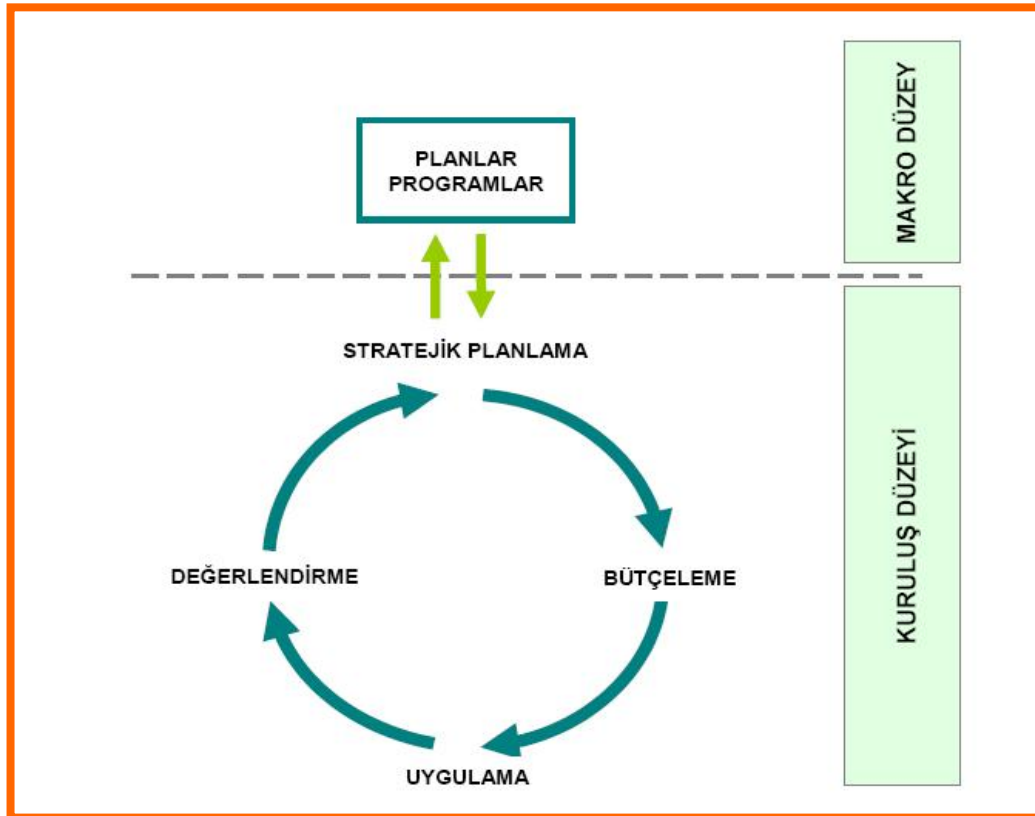 PLANLAR
PROGRAMLAR
MAKRO DÜZEY
STRATEJİK PLANLAMA
DEĞERLENDİRME
BÜTÇELEME
KURULUŞ DÜZEYİ
UYGULAMA